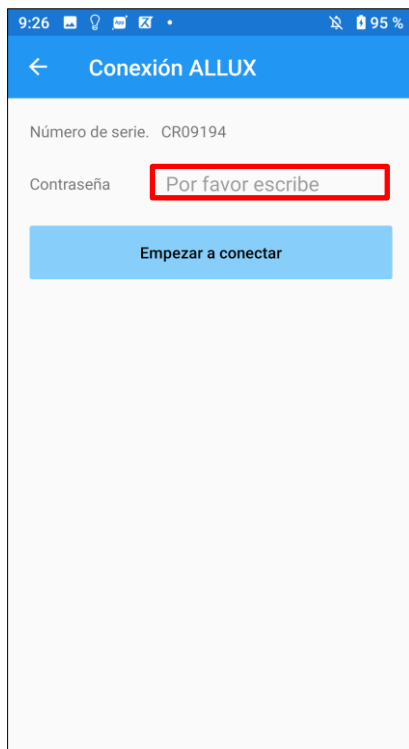 9:26 95 %
Conexión ALLUX
Número de serie. CR09194
Contraseña Por favor escribe
Empezar a conectar